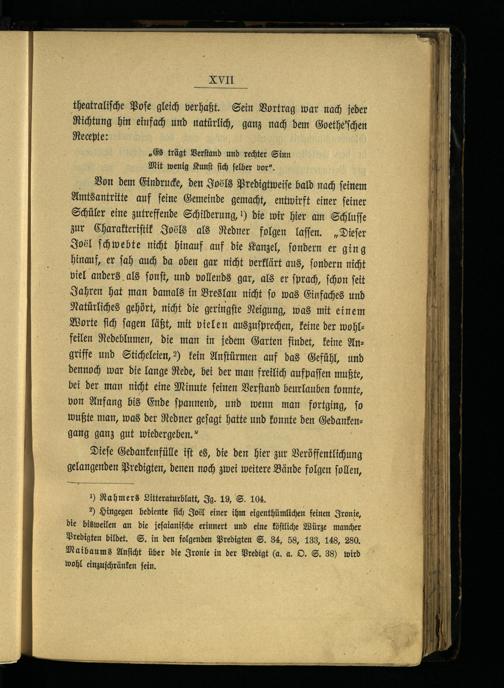 XVII
theatralische Pose gleich verhaßt. Sein Vortrag war nach jeder
Richtung hin einfach und natürlich, ganz nach dem Goethe'schen
Recepte:
„Es trägt Verstand und rechter Sinn
Mit wenig Kunst sich selber vor".
Von dem Eindrucke, den Joëls Predigtweise bald nach seinem
Amtsantritte auf seine Gemeinde gemacht, entwirft einer seiner
Schüler eine zutreffende Schilderung,¹) die wir hier am Schlusse
zur Charakteristik Joëls als Redner folgen lassen. „Dieser
Joël schwebte nicht hinauf auf die Kanzel, sondern er ging
hinauf, er sah auch da oben gar nicht verklärt aus, sondern nicht
viel anders als sonst, und vollends gar, als er sprach, schon seit
Jahren hat man damals in Breslau nicht so was Einfaches und
Natürliches gehört, nicht die geringste Neigung, was mit einem
Worte sich sagen läßt, mit vielen auszusprechen, keine der wohl-
feilen Redeblumen, die man in jedem Garten findet, keine An-
griffe und Sticheleien,²) kein Anstürmen auf das Gefühl, und
dennoch war die lange Rede, bei der man freilich aufpassen mußte,
bei der man nicht eine Minute seinen Verstand beurlauben konnte,
von Anfang bis Ende spannend, und wenn man fortging, so
wußte man, was der Redner gesagt hatte und konnte den Gedanken-
gang ganz gut wiedergeben."
Diese Gedankenfülle ist es, die den hier zur Veröffentlichung
gelangenden Predigten, denen noch zwei weitere Bände folgen sollen,
¹) Rahmers Litteraturblatt, Jg. 19, S. 104.
²) Hingegen bediente sich Joël einer ihm eigenthümlichen feinen Ironie,
die bisweilen an die jesaianische erinnert und eine köstliche Würze mancher
Predigten bildet. S. in den folgenden Predigten S. 34, 58, 133, 148, 280.
Maibaums Ansicht über die Ironie in der Predigt (a. a. O. S. 38) wird
wohl einzuschränken sein.